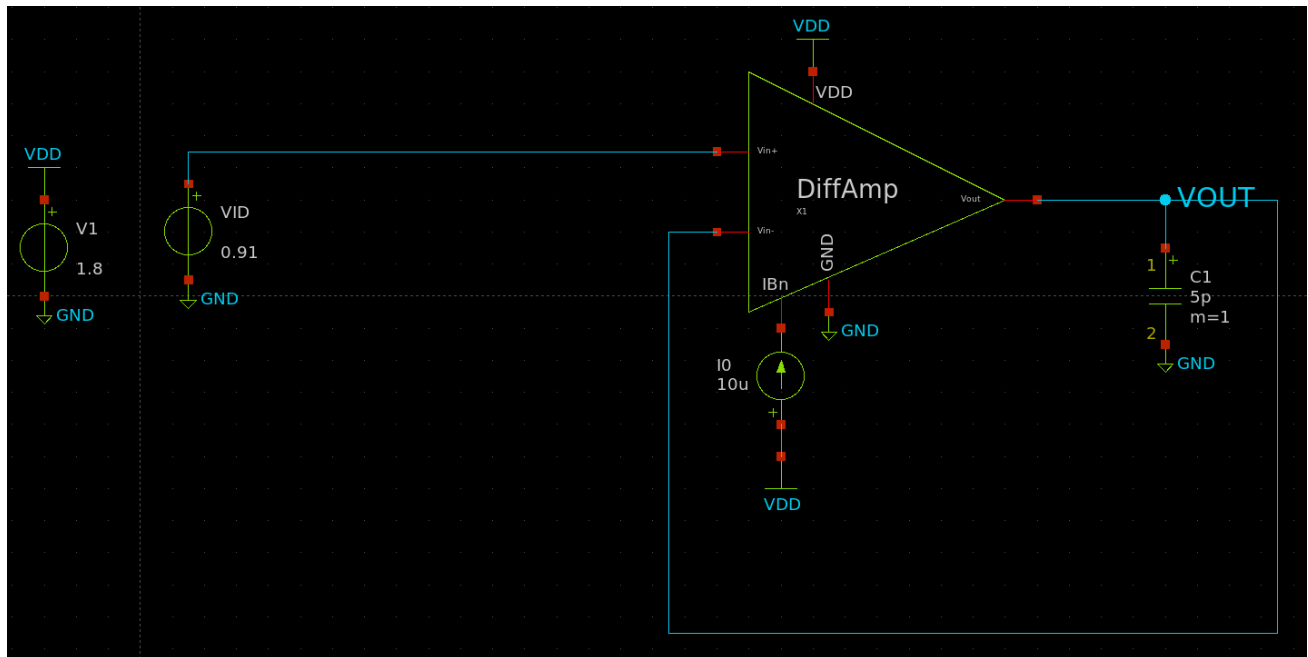 VDD
VDD
VDD
Vin+
+
VID
0.91
GND
+
V1
1.8
GND
DiffAmp
X1
Vout
VOUT
Vin-
GND
IBn
GND
1
+
C1
5p
m=1
2
GND
I0
10u
+
VDD